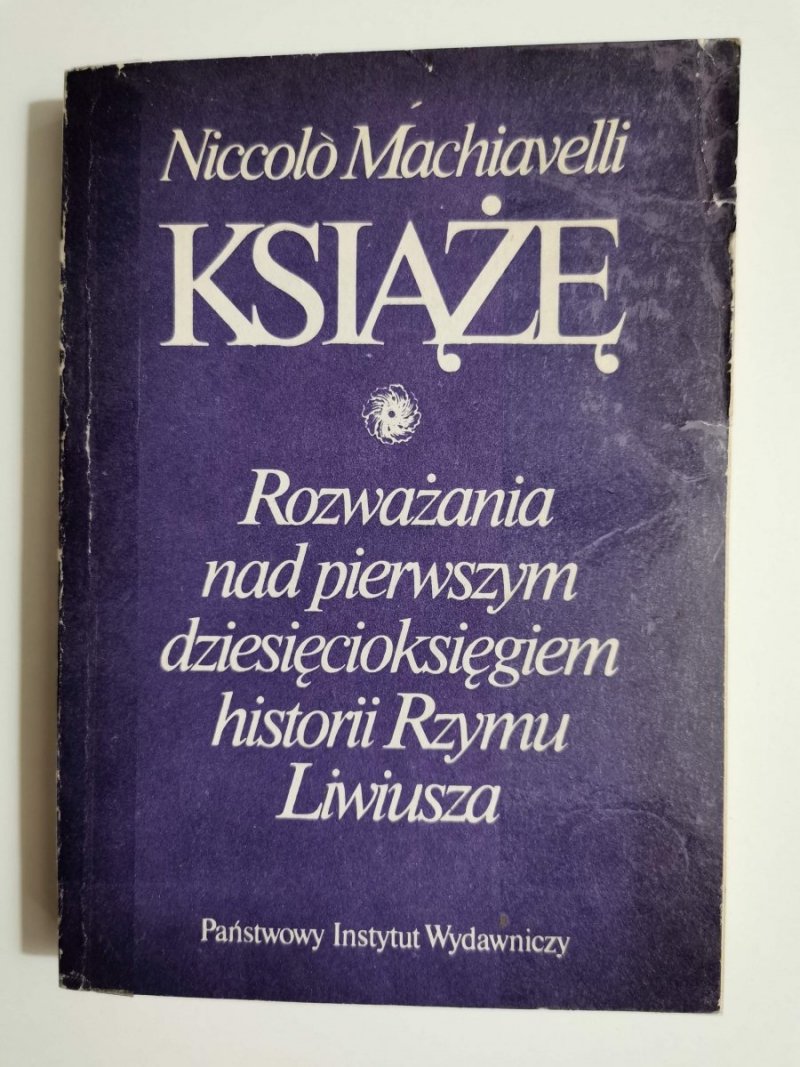 Niccolò Machiavelli
KSIĄŻĘ
Rozważania
nad pierwszym
dziesięcioksięgiem
historii Rzymu
Liwiusza
Państwowy Instytut Wydawniczy